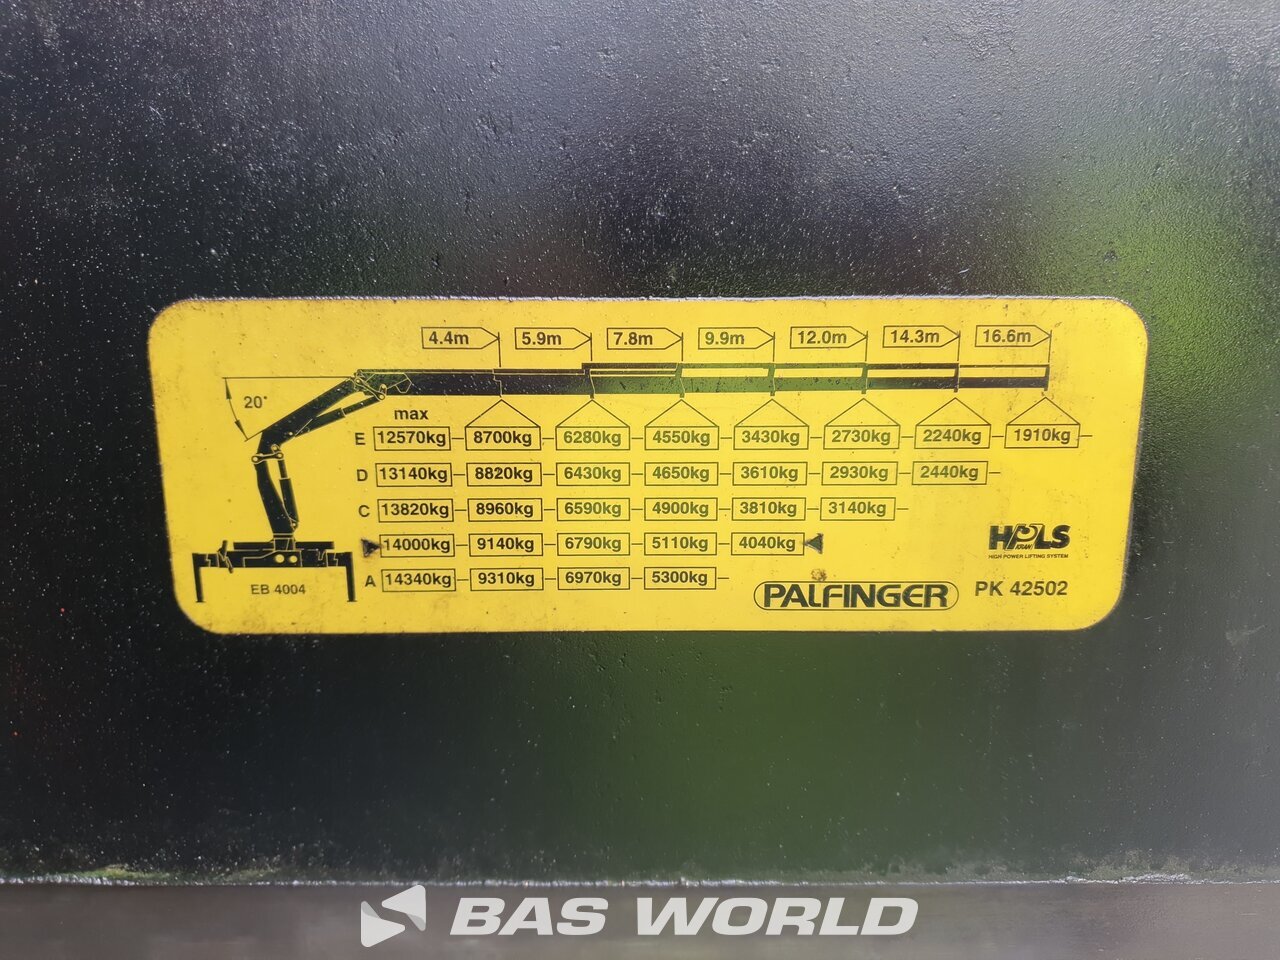 4.4m 5.9m 7.8m 9.9m 12.0m 14.3m 16.6m
20°
max
E 12570kg 8700kg 6280kg 4550kg 3430kg 2730kg 2240kg 1910kg
D 13140kg 8820kg 6430kg 4650kg 3610kg 2930kg 2440kg
C 13820kg 8960kg 6590kg 4900kg 3810kg 3140kg
14000kg 9140kg 6790kg 5110kg 4040kg
A 14340kg 9310kg 6970kg 5300kg
EB 4004
HPLS
KRAN
HIGH POWER LIFTING SYSTEM
PALFINGER PK 42502
BAS WORLD